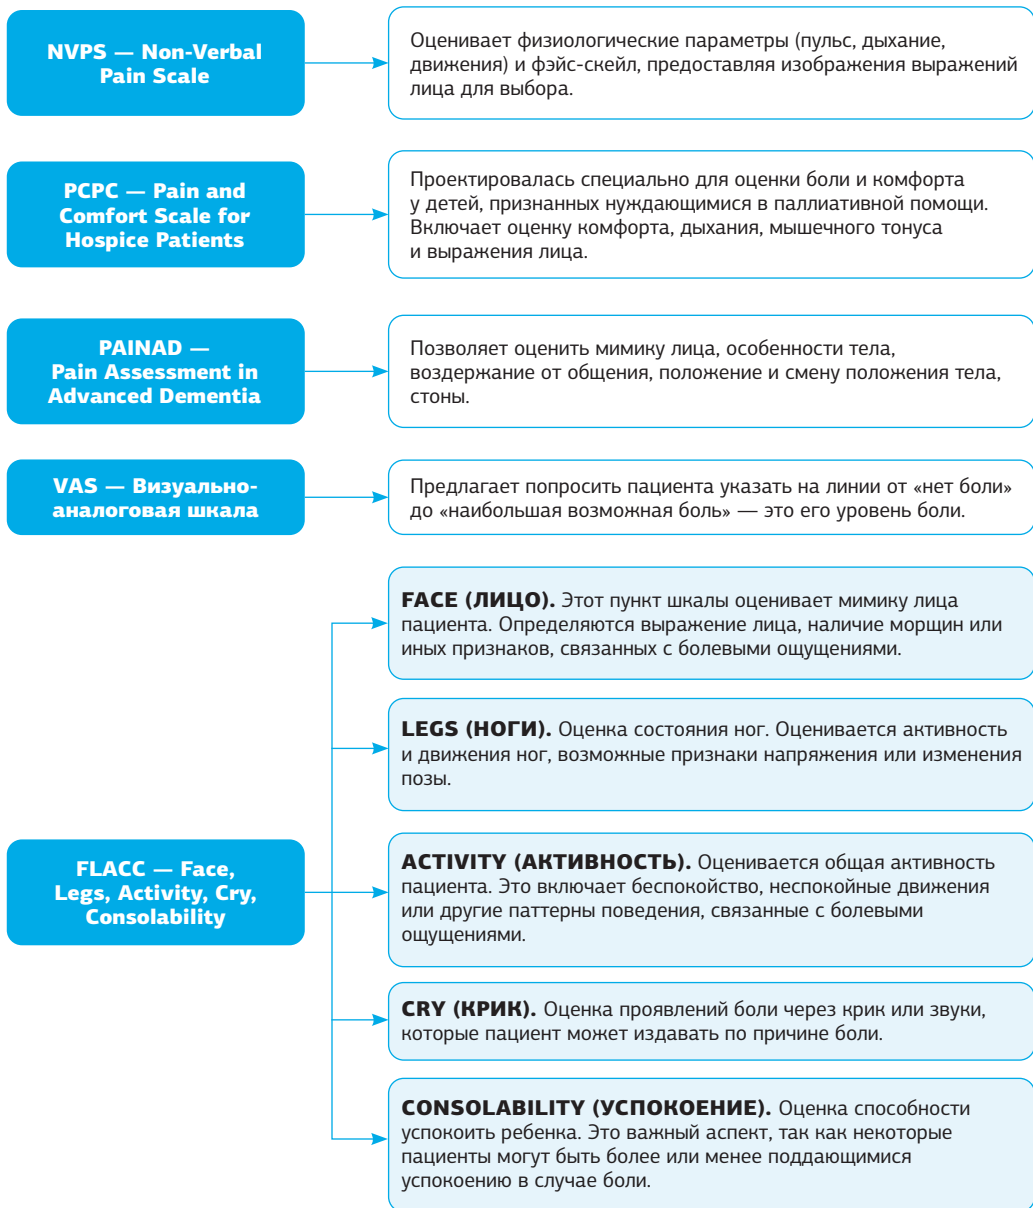 NVPS — Non-Verbal
Pain Scale
Оценивает физиологические параметры (пульс, дыхание,
движения) и фэйс-скейл, предоставляя изображения выражений
лица для выбора.
PCPC — Pain and
Comfort Scale for
Hospice Patients
Проектировалась специально для оценки боли и комфорта
у детей, признанных нуждающимися в паллиативной помощи.
Включает оценку комфорта, дыхания, мышечного тонуса
и выражения лица.
PAINAD —
Pain Assessment in
Advanced Dementia
Позволяет оценить мимику лица, особенности тела,
воздержание от общения, положение и смену положения тела,
стоны.
VAS — Визуально-
аналоговая шкала
Предлагает попросить пациента указать на линии от «нет боли»
до «наибольшая возможная боль» — это его уровень боли.
FLACC — Face,
Legs, Activity, Cry,
Consolability
FACE (ЛИЦО). Этот пункт шкалы оценивает мимику лица
пациента. Определяются выражение лица, наличие морщин или
иных признаков, связанных с болевыми ощущениями.
LEGS (НОГИ). Оценка состояния ног. Оценивается активность
и движения ног, возможные признаки напряжения или изменения
позы.
ACTIVITY (АКТИВНОСТЬ). Оценивается общая активность
пациента. Это включает беспокойство, неспокойные движения
или другие паттерны поведения, связанные с болевыми
ощущениями.
CRY (КРИК). Оценка проявлений боли через крик или звуки,
которые пациент может издавать по причине боли.
CONSOLABILITY (УСПОКОЕНИЕ). Оценка способности
успокоить ребенка. Это важный аспект, так как некоторые
пациенты могут быть более или менее поддающимися
успокоению в случае боли.